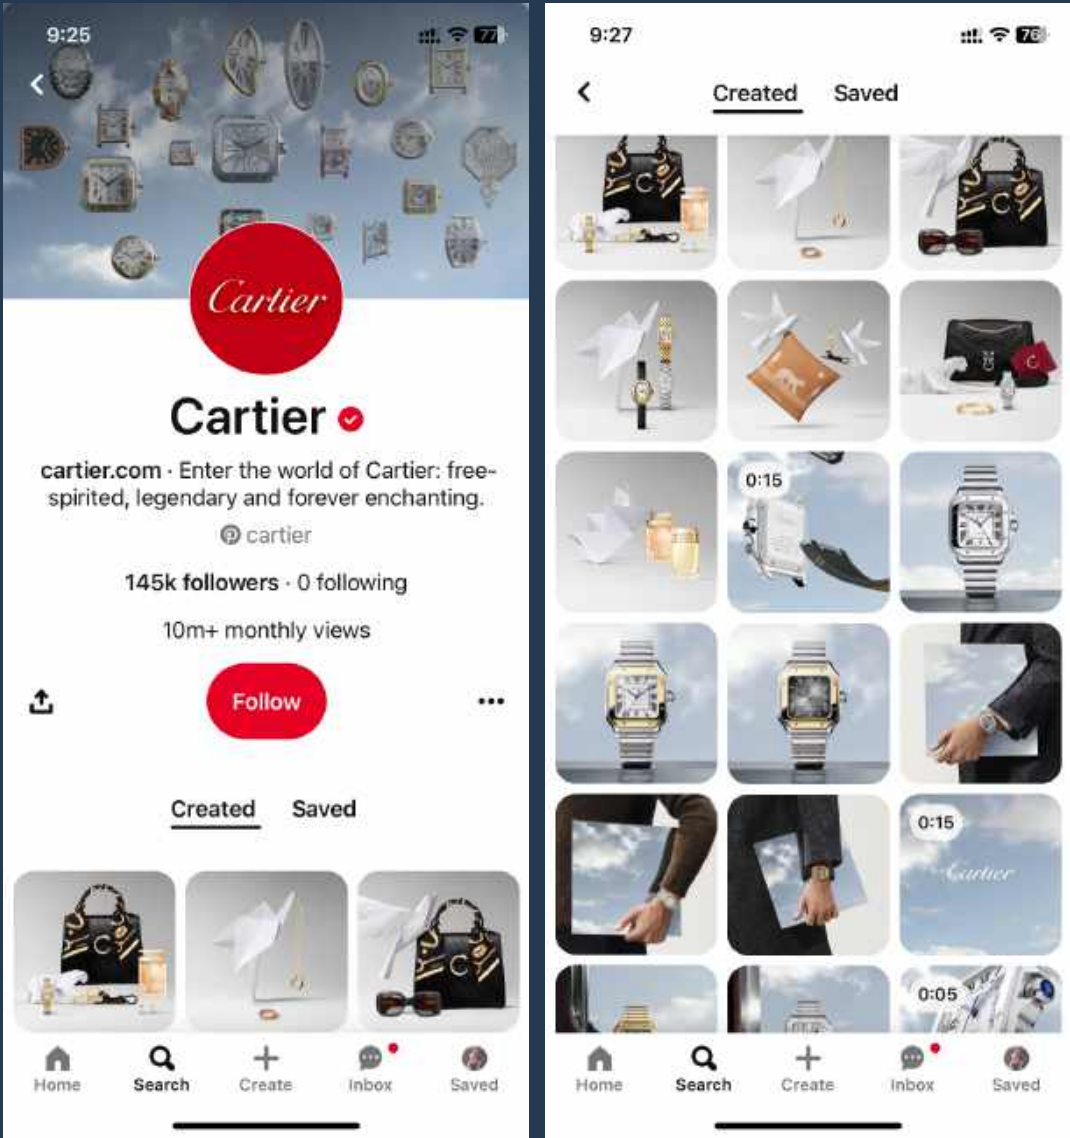 9:25
77
Cartier
Cartier
cartier.com · Enter the world of Cartier: free-
spirited, legendary and forever enchanting.
cartier
145k followers · 0 following
10m+ monthly views
Follow
Created Saved
Home Search Create Inbox Saved
9:27
76
Created Saved
0:15
0:15
Cartier
0:05
Home Search Create Inbox Saved